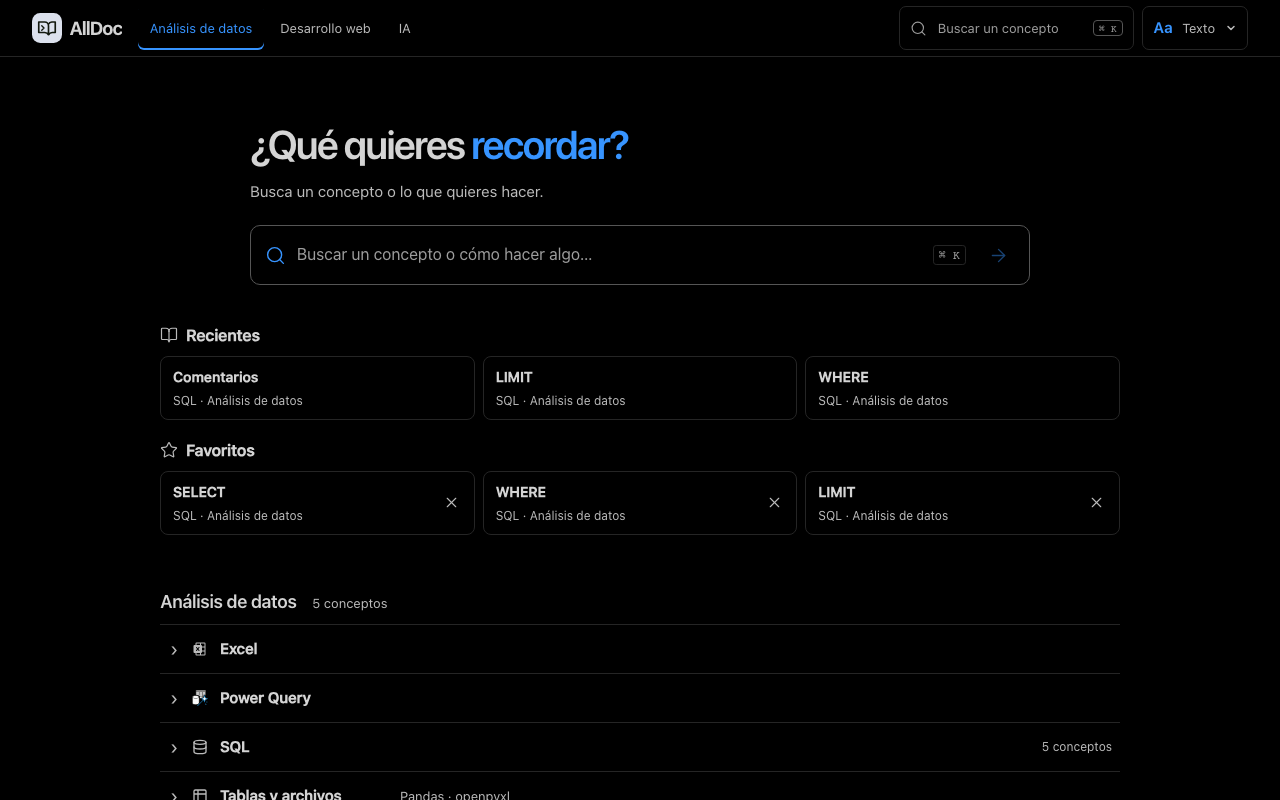 AllDoc
Análisis de datos
Desarrollo web
IA
Buscar un concepto
⌘ K
Aa Texto
¿Qué quieres recordar?
Busca un concepto o lo que quieres hacer.
Buscar un concepto o cómo hacer algo...
⌘ K
Recientes
Comentarios
SQL · Análisis de datos
LIMIT
SQL · Análisis de datos
WHERE
SQL · Análisis de datos
Favoritos
SELECT
SQL · Análisis de datos
WHERE
SQL · Análisis de datos
LIMIT
SQL · Análisis de datos
Análisis de datos 5 conceptos
Excel
Power Query
SQL 5 conceptos
Tablas y archivos Pandas · openpyxl